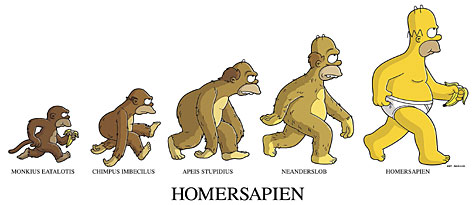 MONKIUS EATALOTIS
CHIMPUS IMBECILUS
APEIS STUPIDIUS
NEANDERSLOB
HOMERSAPIEN
HOMERSAPIEN